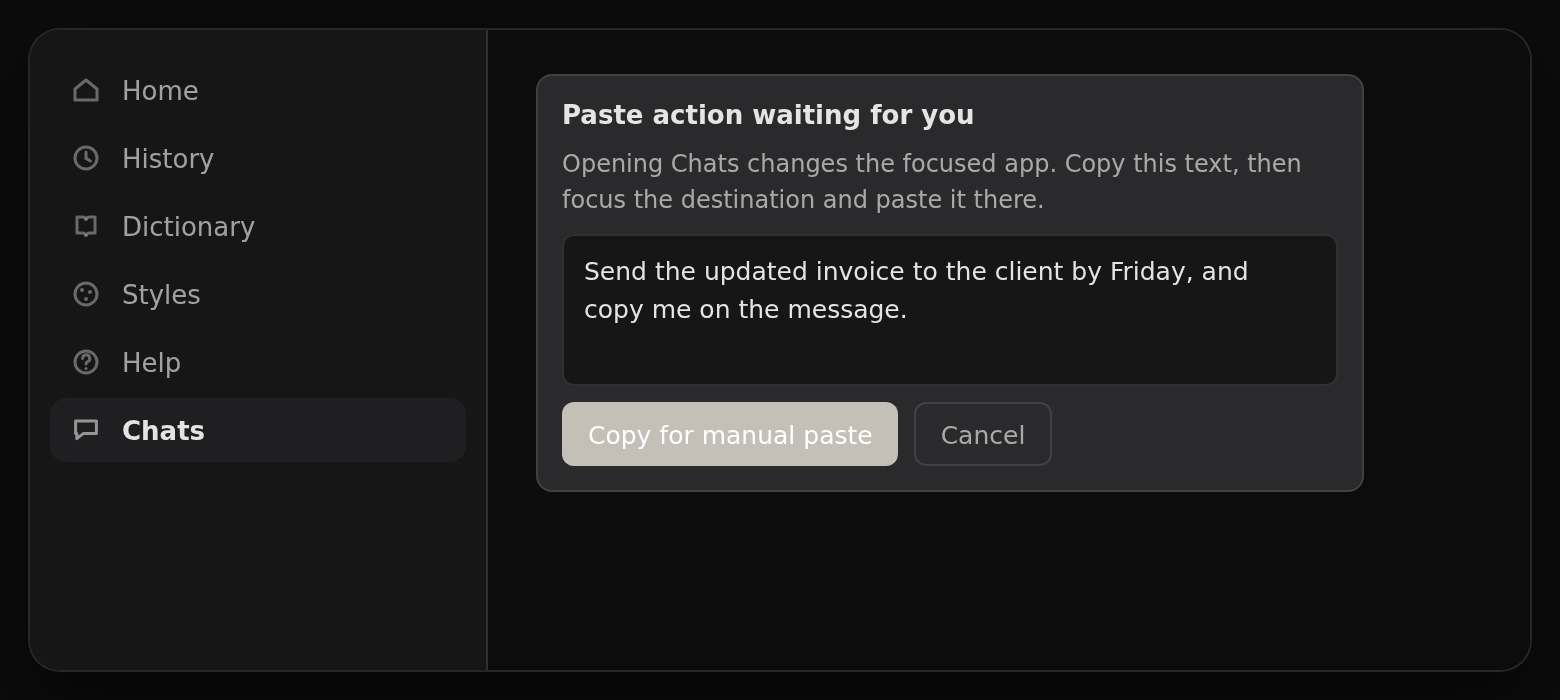 Home
History
Dictionary
Styles
Help
Chats
Paste action waiting for you
Opening Chats changes the focused app. Copy this text, then
focus the destination and paste it there.
Send the updated invoice to the client by Friday, and
copy me on the message.
Copy for manual paste
Cancel